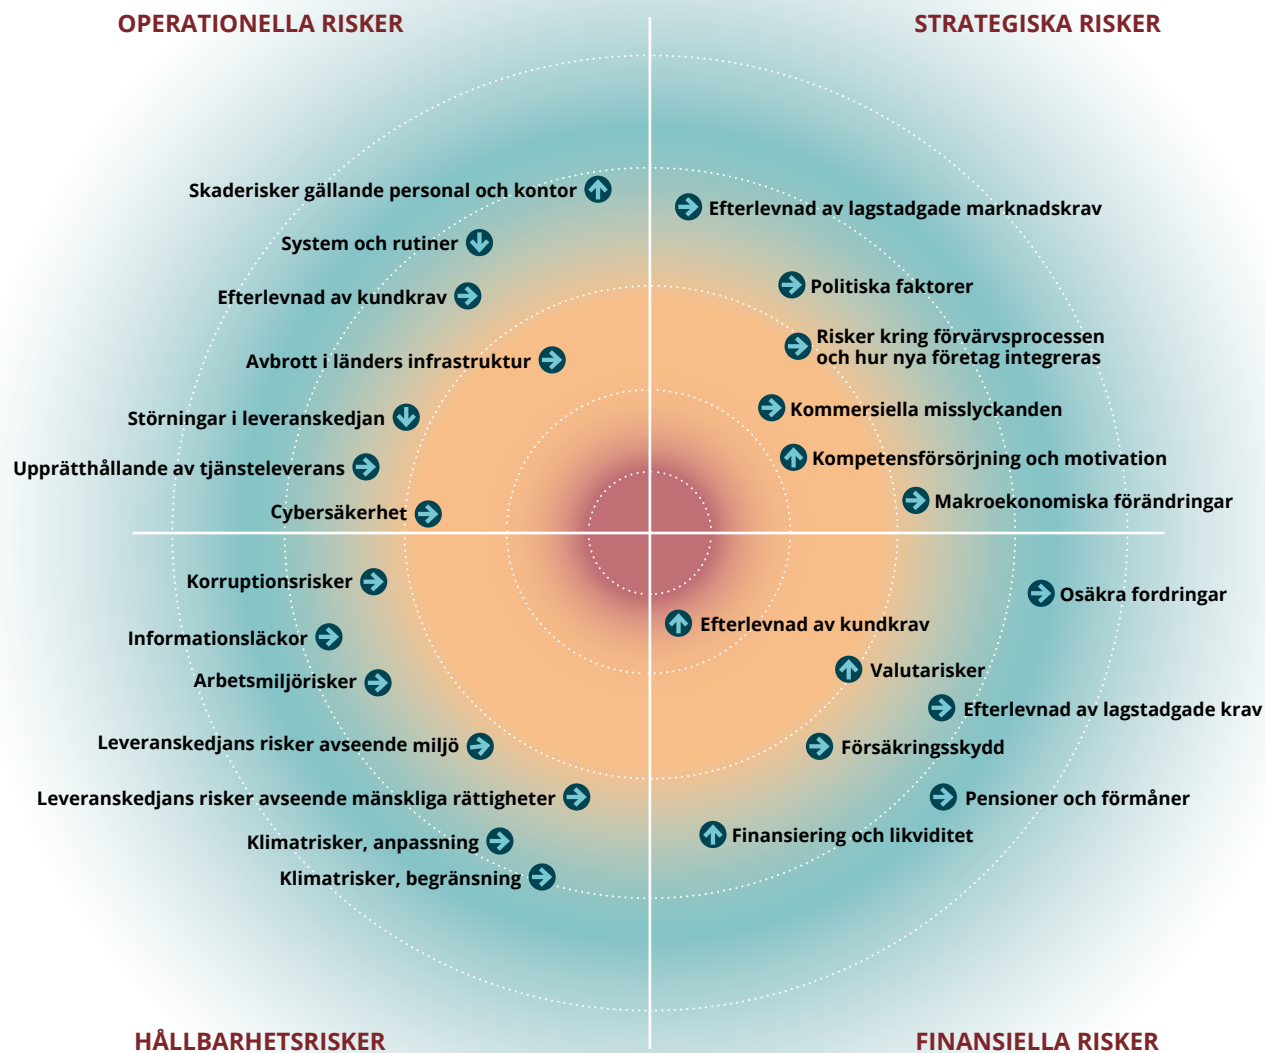 OPERATIONELLA RISKER
Skaderisker gällande personal och kontor
System och rutiner
Efterlevnad av kundkrav
Avbrott i länders infrastruktur
Störningar i leveranskedjan
Upprätthållande av tjänsteleverans
Cybersäkerhet
STRATEGISKA RISKER
Efterlevnad av lagstadgade marknadskrav
Politiska faktorer
Risker kring förvärvsprocessen
och hur nya företag integreras
Kommersiella misslyckanden
Kompetensförsörjning och motivation
Makroekonomiska förändringar
Korruptionsrisker
Informationsläckor
Arbetsmiljörisker
Leveranskedjans risker avseende miljö
Leveranskedjans risker avseende mänskliga rättigheter
Klimatrisker, anpassning
Klimatrisker, begränsning
HÅLLBARHETSRISKER
Osäkra fordringar
Efterlevnad av kundkrav
Valutarisker
Efterlevnad av lagstadgade krav
Försäkringsskydd
Pensioner och förmåner
Finansiering och likviditet
FINANSIELLA RISKER